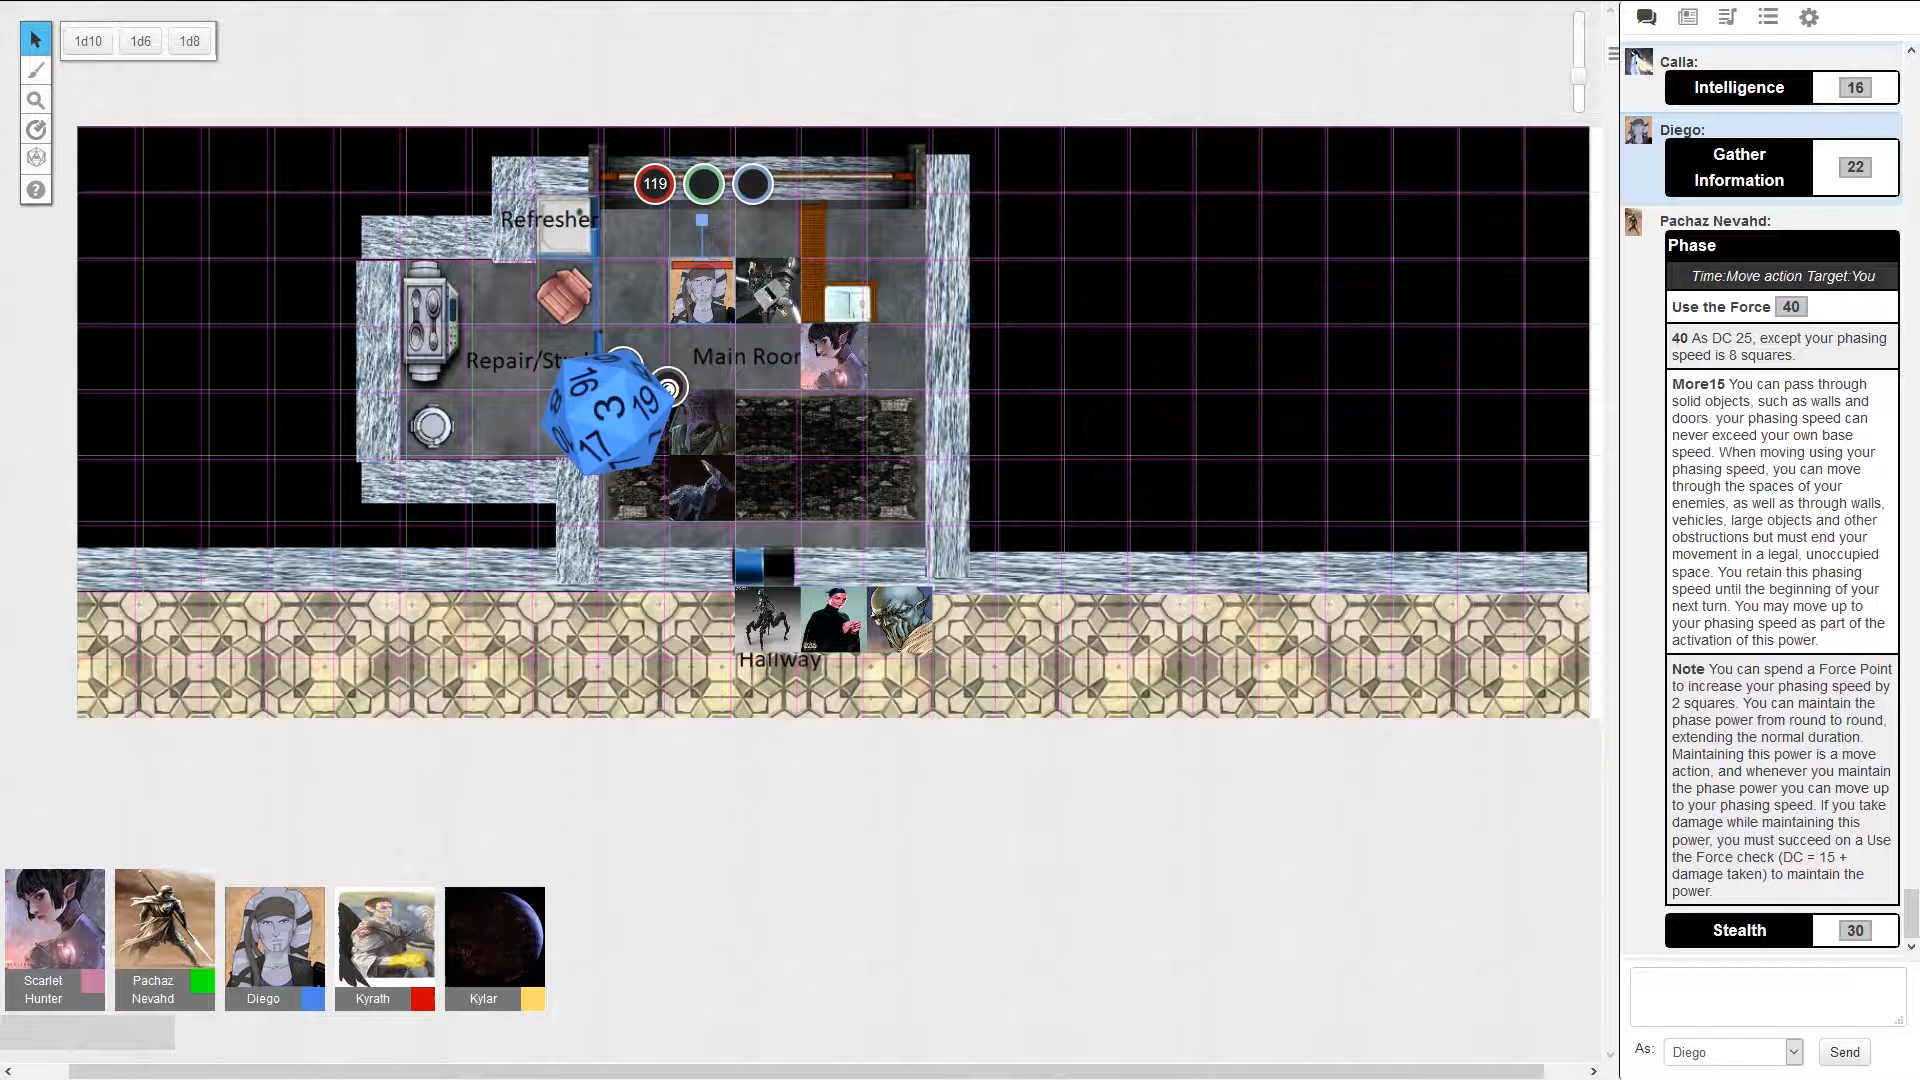 1d10
1d6
1d8
119
Refresher
Repair/St
Main Roor
Hallway
16
3
19
17
Scarlet
Hunter
Pachaz
Nevahd
Diego
Kyrath
Kylar
Calla:
Intelligence
16
Diego:
Gather
Information
22
Pachaz Nevahd:
Phase
Time:Move action Target:You
Use the Force 40
40 As DC 25, except your phasing
speed is 8 squares.
More15 You can pass through
solid objects, such as walls and
doors. your phasing speed can
never exceed your own base
speed. When moving using your
phasing speed, you can move
through the spaces of your
enemies, as well as through walls,
vehicles, large objects and other
obstructions but must end your
movement in a legal, unoccupied
space. You retain this phasing
speed until the beginning of your
next turn. You may move up to
your phasing speed as part of the
activation of this power.
Note You can spend a Force Point
to increase your phasing speed by
2 squares. You can maintain the
phase power from round to round,
extending the normal duration.
Maintaining this power is a move
action, and whenever you maintain
the phase power you can move up
to your phasing speed. If you take
damage while maintaining this
power, you must succeed on a Use
the Force check (DC = 15 +
damage taken) to maintain the
power.
Stealth
30
As:
Diego
Send